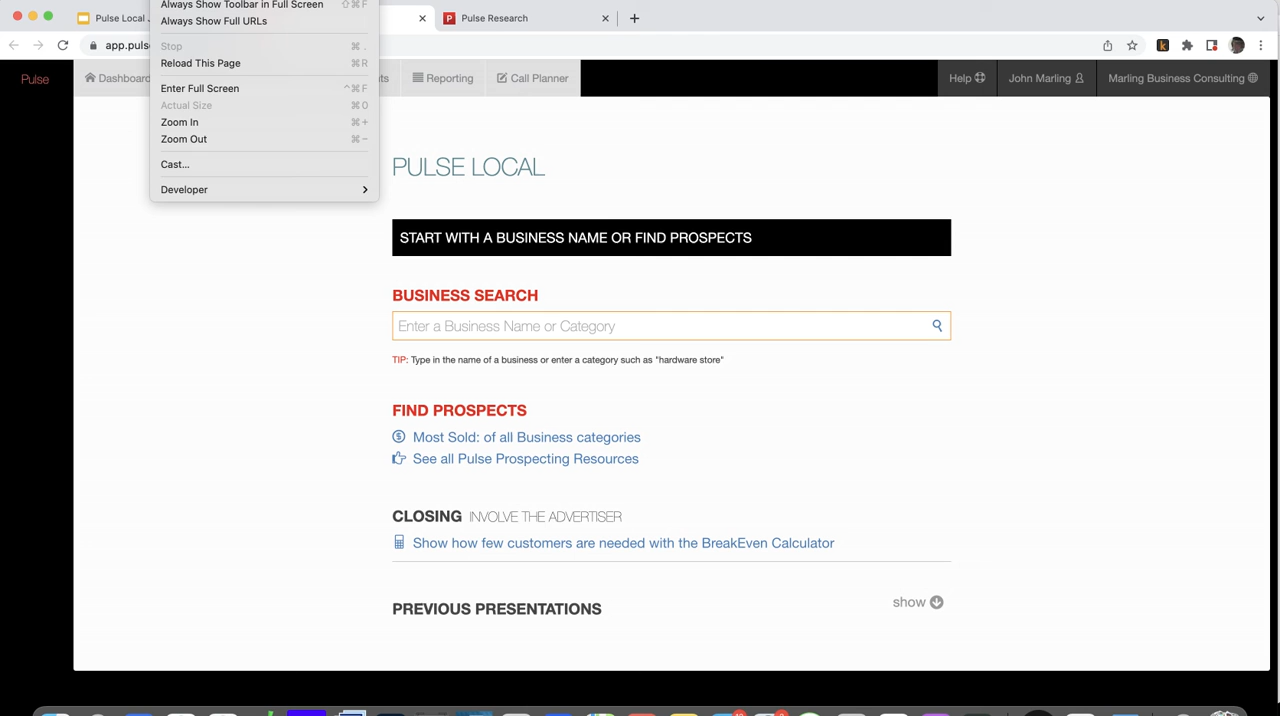 Always Show Toolbar in Full Screen ⇧⌘F
Always Show Full URLs
Stop ⌘ .
Reload This Page ⌘R
Enter Full Screen ^⌘F
Actual Size ⌘0
Zoom In ⌘+
Zoom Out ⌘−
Cast...
Developer
Pulse Local
Pulse Research
app.puls
Pulse
Dashboard
ts
Reporting
Call Planner
Help
John Marling
Marling Business Consulting
PULSE LOCAL
START WITH A BUSINESS NAME OR FIND PROSPECTS
BUSINESS SEARCH
Enter a Business Name or Category
TIP: Type in the name of a business or enter a category such as "hardware store"
FIND PROSPECTS
Most Sold: of all Business categories
See all Pulse Prospecting Resources
CLOSING INVOLVE THE ADVERTISER
Show how few customers are needed with the BreakEven Calculator
PREVIOUS PRESENTATIONS
show